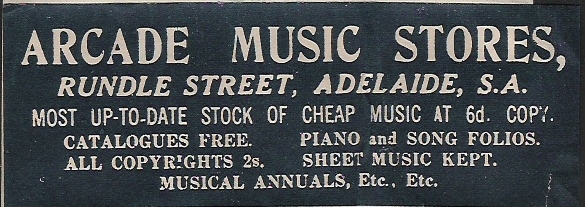 ARCADE MUSIC STORES,
RUNDLE STREET, ADELAIDE, S.A.
MOST UP-TO-DATE STOCK OF CHEAP MUSIC AT 6d. COPY.
CATALOGUES FREE. PIANO and SONG FOLIOS.
ALL COPYRIGHTS 2s. SHEET MUSIC KEPT.
MUSICAL ANNUALS, Etc., Etc.